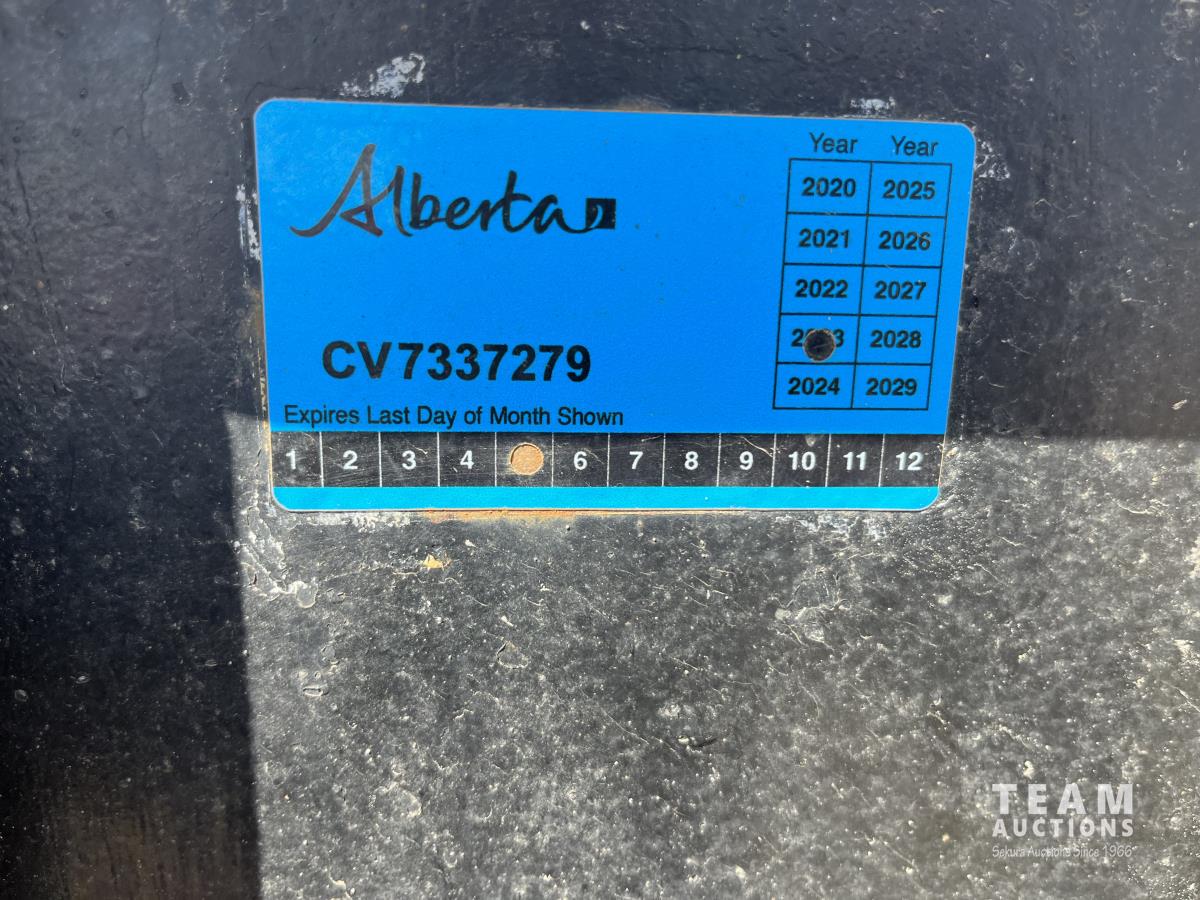 Alberta
Year Year
2020 2025
2021 2026
2022 2027
2028
2024 2029
CV7337279
Expires Last Day of Month Shown
1 2 3 4 6 7 8 9 10 11 12
TEAM
AUCTIONS
Sekura Auctions Since 1966